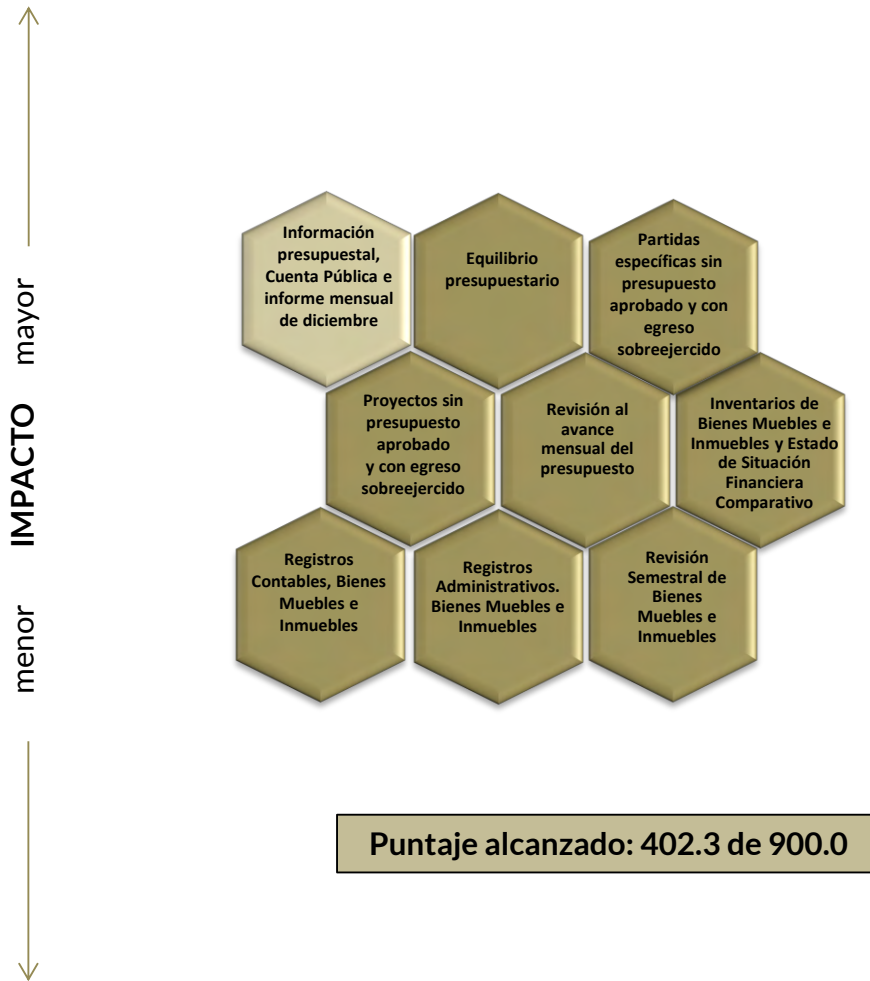 mayor
IMPACTO
menor
Información
presupuestal,
Cuenta Pública e
informe mensual
de diciembre
Equilibrio
presupuestario
Partidas
específicas sin
presupuesto
aprobado y con
egreso
sobreejercido
Proyectos sin
presupuesto
aprobado
y con egreso
sobreejercido
Revisión al
avance
mensual del
presupuesto
Inventarios de
Bienes Muebles e
Inmuebles y Estado
de Situación
Financiera
Comparativo
Registros
Contables, Bienes
Muebles e
Inmuebles
Registros
Administrativos.
Bienes Muebles e
Inmuebles
Revisión
Semestral de
Bienes
Muebles e
Inmuebles
Puntaje alcanzado: 402.3 de 900.0